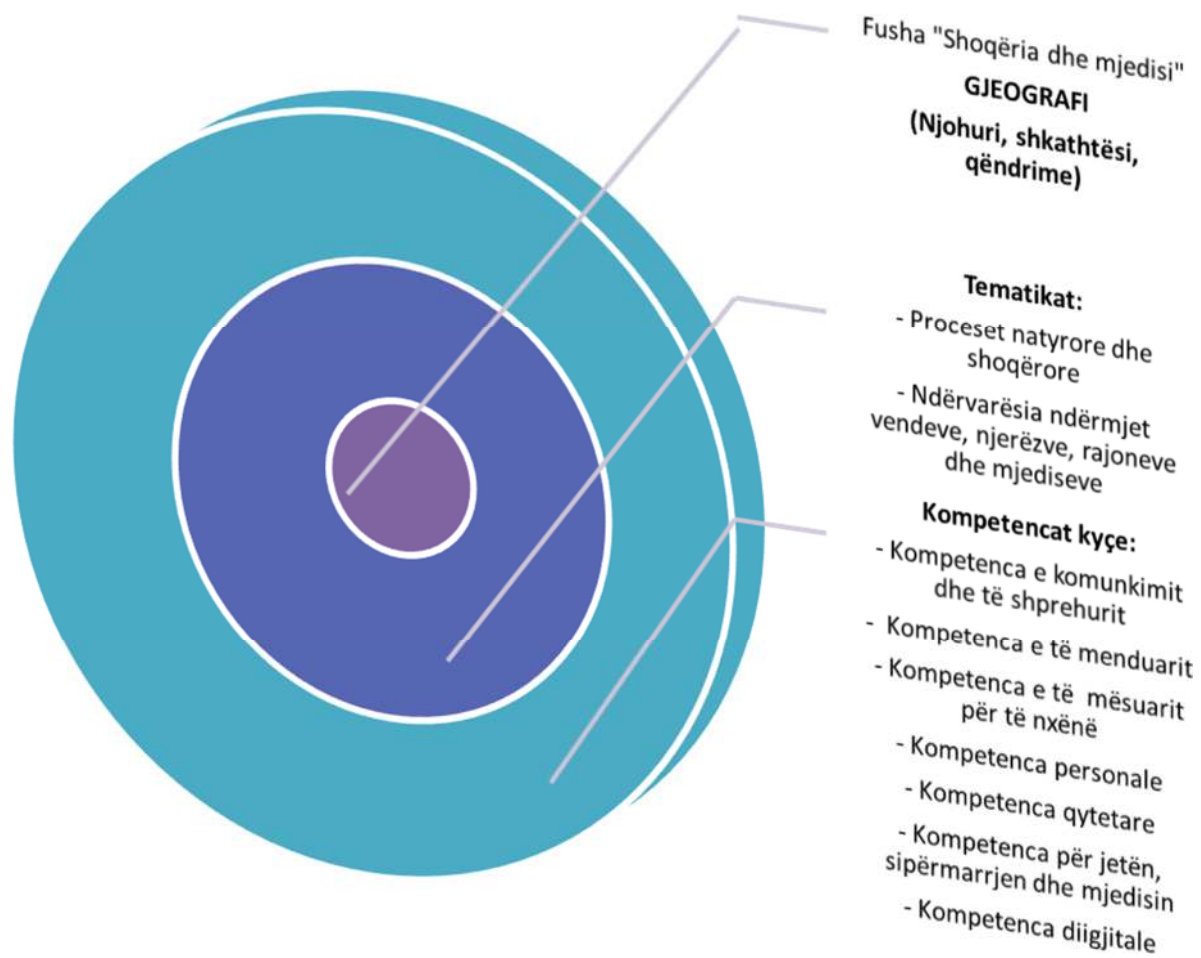 Fusha "Shoqëria dhe mjedisi"
GJEOGRAFI
(Njohuri, shkathtësi,
qëndrime)
Tematikat:
- Proceset natyrore dhe
shoqërore
- Ndërvarësia ndërmjet
vendeve, njerëzve, rajoneve
dhe mjediseve
Kompetencat kyçe:
- Kompetenca e komunkimit
dhe të shprehurit
- Kompetenca e të menduarit
- Kompetenca e të mësuarit
për të nxënë
- Kompetenca personale
- Kompetenca qytetare
- Kompetenca për jetën,
sipërmarrjen dhe mjedisin
- Kompetenca diigjitale